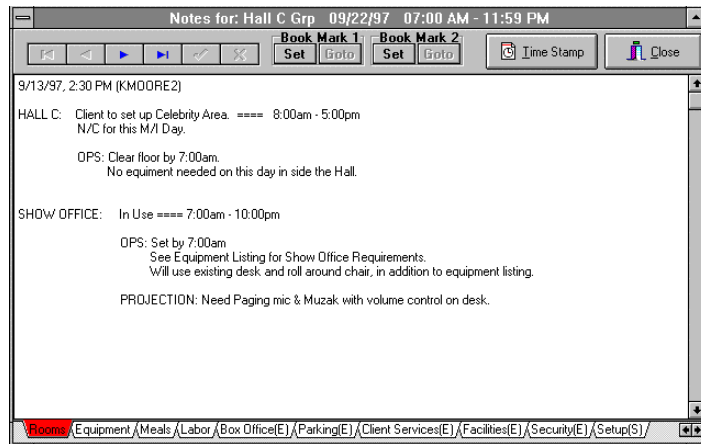 Notes for: Hall C Grp 09/22/97 07:00 AM - 11:59 PM
Book Mark 1 Book Mark 2
Set Goto Set Goto Time Stamp Close
9/13/97, 2:30 PM (KMOORE2)
HALL C: Client to set up Celebrity Area. ==== 8:00am - 5:00pm
N/C for this M/I Day.
OPS: Clear floor by 7:00am.
No equiment needed on this day in side the Hall.
SHOW OFFICE: In Use ==== 7:00am - 10:00pm
OPS: Set by 7:00am
See Equipment Listing for Show Office Requirements.
Will use existing desk and roll around chair, in addition to equipment listing.
PROJECTION: Need Paging mic & Muzak with volume control on desk.
Rooms Equipment Meals Labor Box Office(E) Parking(E) Client Services(E) Facilities(E) Security(E) Setup(S)